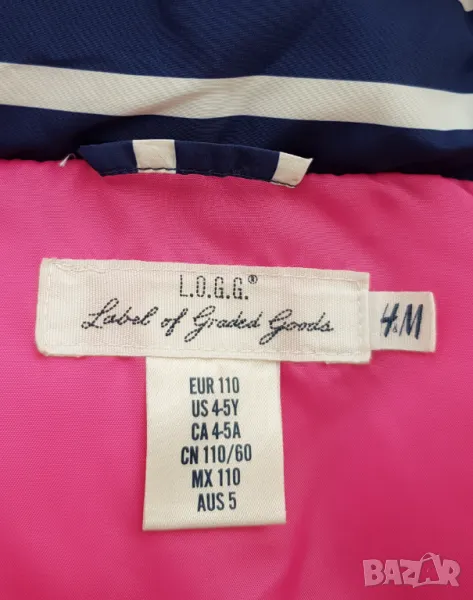 L.O.G.G.®
Label of Graded Goods
4.M
EUR 110
US 4-5Y
CA 4-5A
CN 110/60
MX 110
AUS 5
BAZAR